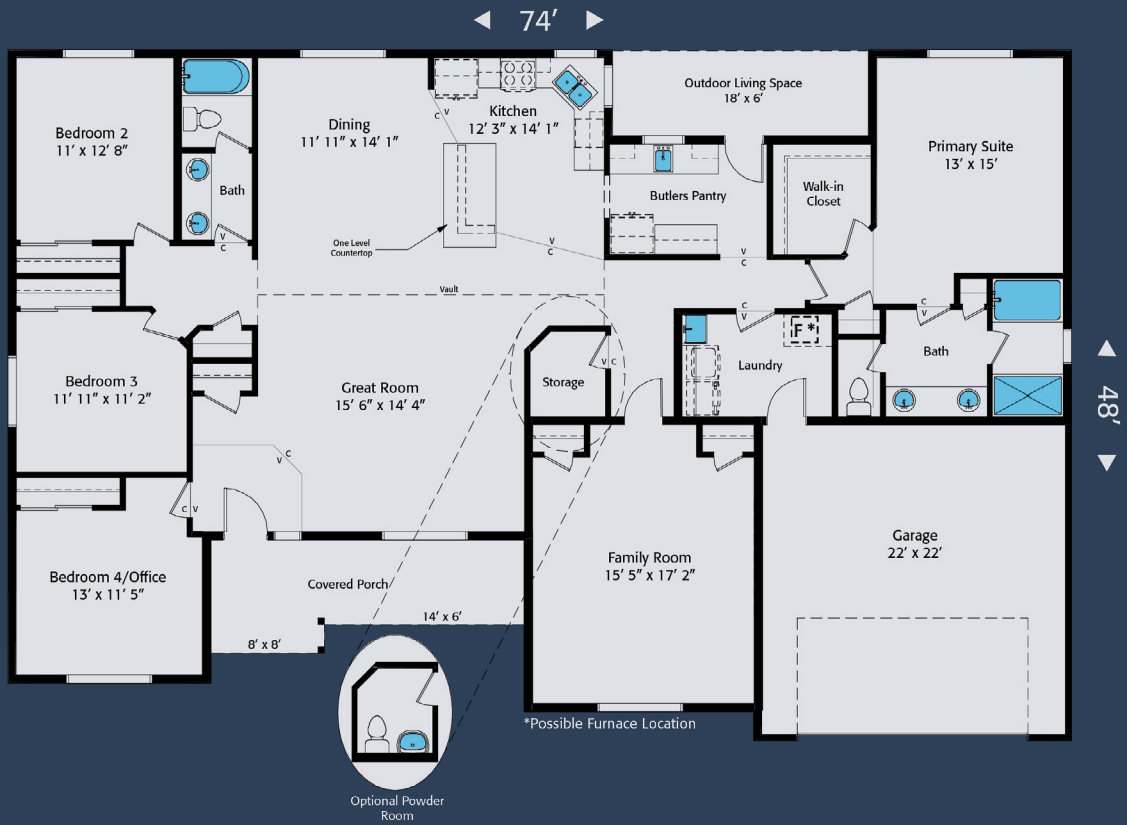 74’
Outdoor Living Space
18’ x 6’
Bedroom 2
11’ x 12’ 8”
Bath
V
C
Dining
11’ 11” x 14’ 1”
C
V
Kitchen
12’ 3” x 14’ 1”
Butlers Pantry
Walk-in
Closet
Primary Suite
13’ x 15’
One Level
Countertop
V
C
V
C
Vault
C
V
F *
Laundry
C
V
Bath
Bedroom 3
11’ 11” x 11’ 2”
Great Room
15’ 6” x 14’ 4”
Storage
V C
48’
C
V
C V
Bedroom 4/Office
13’ x 11’ 5”
Covered Porch
14’ x 6’
8’ x 8’
Family Room
15’ 5” x 17’ 2”
Garage
22’ x 22’
*Possible Furnace Location
Optional Powder
Room